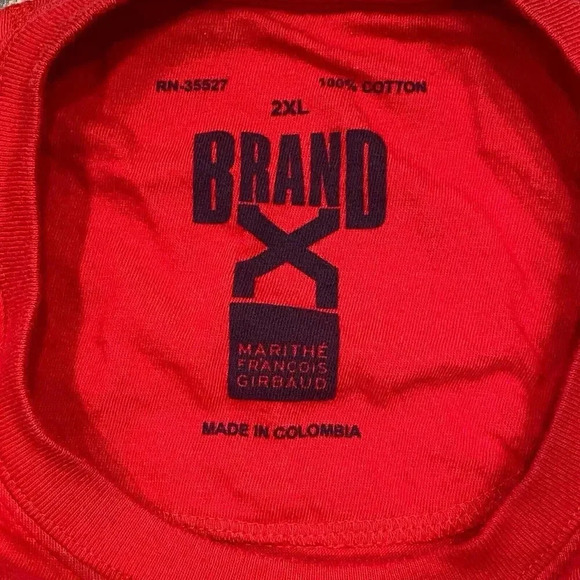 RN-35527 100% COTTON
2XL
BRAND
X
MARITHÉ
FRANCOIS
GIRBAUD
MADE IN COLOMBIA